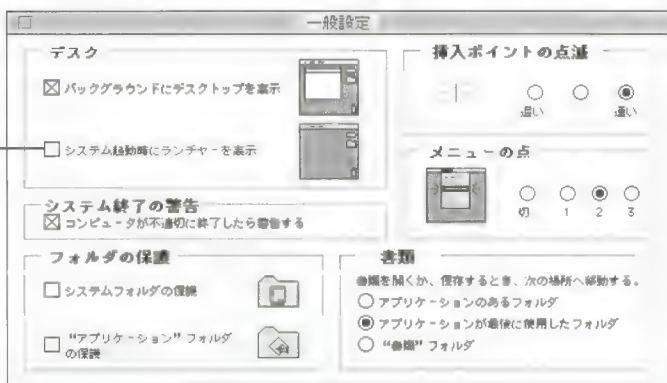 一般設定
デスク
バックグラウンドにデスクトップを表示
システム起動時にランチャーを表示
システム終了の警告
コンピュータが不適切に終了したら警告する
フォルダの保護
システムフォルダの保護
“アプリケーション” フォルダ
の保護
挿入ポイントの点滅
遅い
速い
メニューの点
切 1 2 3
書類
書類を開くか、保存するとき、次の場所へ移動する。
アプリケーションのあるフォルダ
アプリケーションが最後に使用したフォルダ
“書類” フォルダ